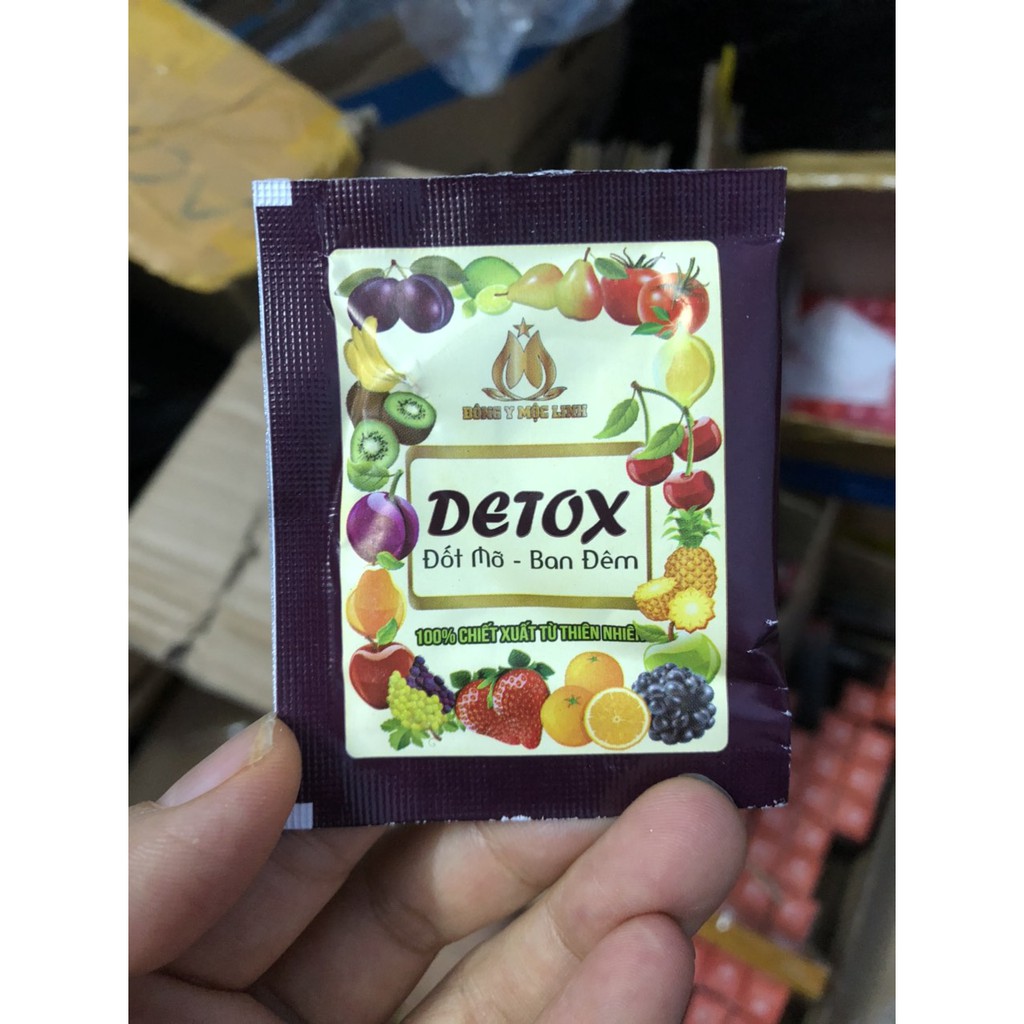 ĐÔNG Y MỘC LINH
DETOX
Đốt Mỡ - Ban Đêm
100% CHIẾT XUẤT TỪ THIÊN NHIÊN